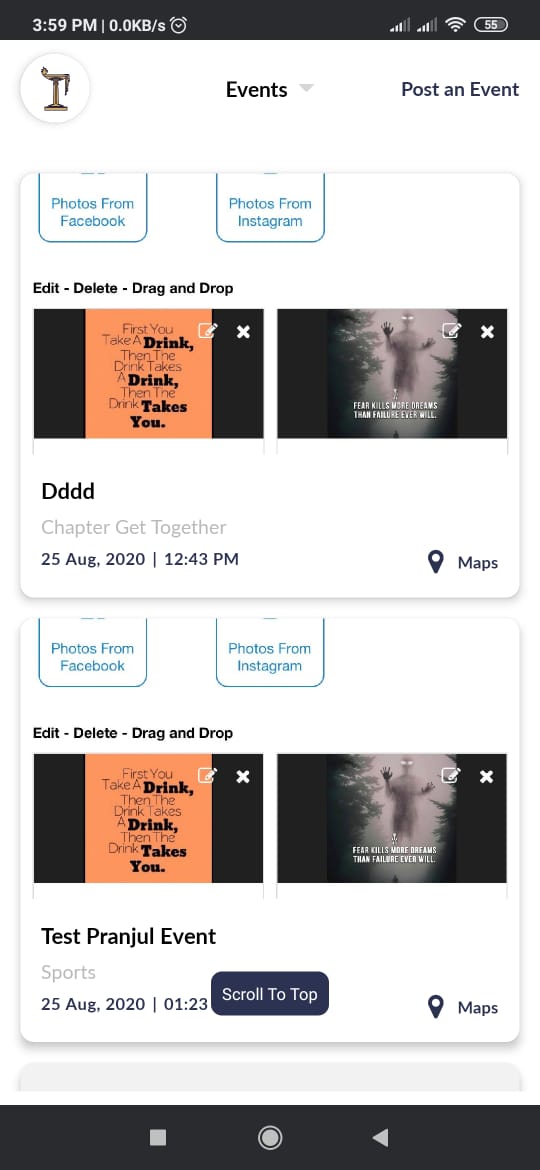 3:59 PM | 0.0KB/s
55
Events
Post an Event
Photos From Photos From
Facebook Instagram
Edit - Delete - Drag and Drop
First You
Take A Drink,
Then The
Drink Takes
A Drink,
Then The
Drink Takes
You.
FEAR KILLS MORE DREAMS
THAN FAILURE EVER WILL.
Dddd
Chapter Get Together
25 Aug, 2020 | 12:43 PM
Maps
Photos From Photos From
Facebook Instagram
Edit - Delete - Drag and Drop
First You
Take A Drink,
Then The
Drink Takes
A Drink,
Then The
Drink Takes
You.
FEAR KILLS MORE DREAMS
THAN FAILURE EVER WILL.
Test Pranjul Event
Sports
25 Aug, 2020 | 01:23
Scroll To Top
Maps